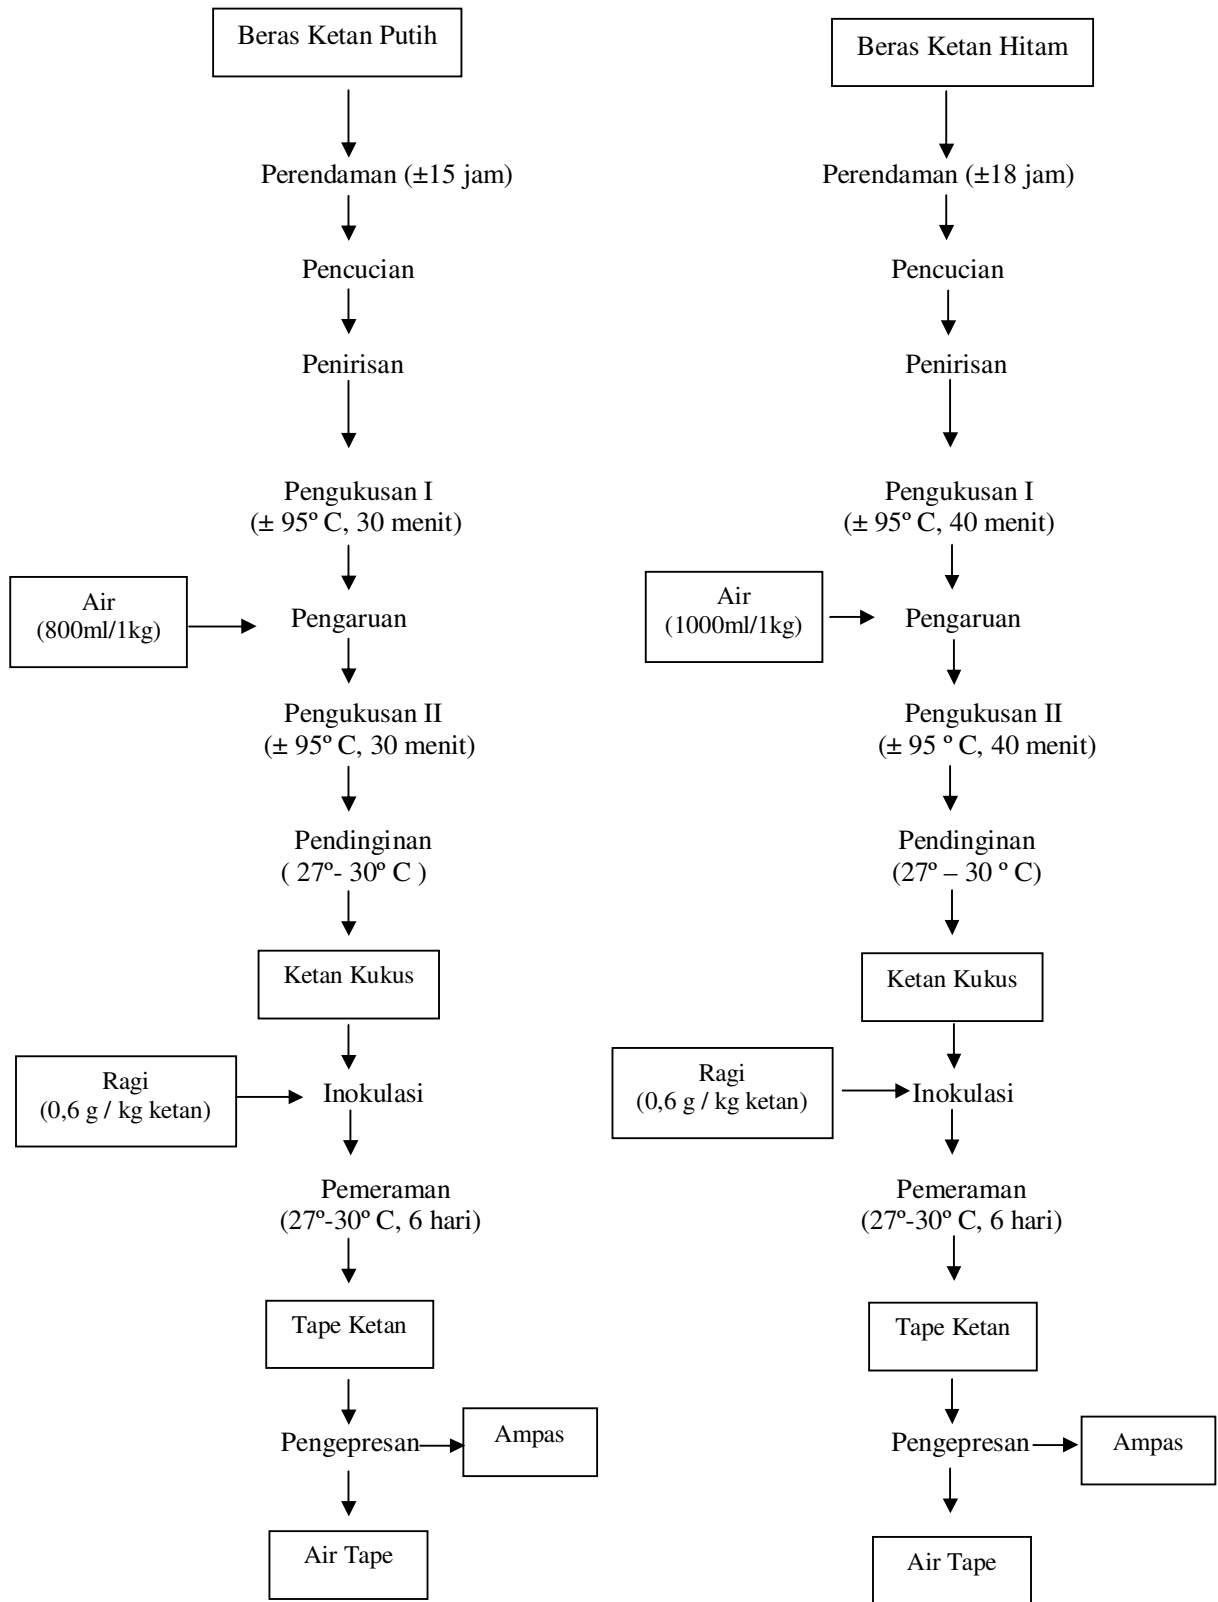 Beras Ketan Putih
Perendaman (±15 jam)
Pencucian
Penirisan
Pengukusan I
(± 95º C, 30 menit)
Air
(800ml/1kg)
Pengaruan
Pengukusan II
(± 95º C, 30 menit)
Pendinginan
( 27º- 30º C )
Ketan Kukus
Ragi
(0,6 g / kg ketan)
Inokulasi
Pemeraman
(27º-30º C, 6 hari)
Tape Ketan
Pengepresan
Ampas
Air Tape
Beras Ketan Hitam
Perendaman (±18 jam)
Pencucian
Penirisan
Pengukusan I
(± 95º C, 40 menit)
Air
(1000ml/1kg)
Pengaruan
Pengukusan II
(± 95 º C, 40 menit)
Pendinginan
(27º – 30 º C)
Ketan Kukus
Ragi
(0,6 g / kg ketan)
Inokulasi
Pemeraman
(27º-30º C, 6 hari)
Tape Ketan
Pengepresan
Ampas
Air Tape